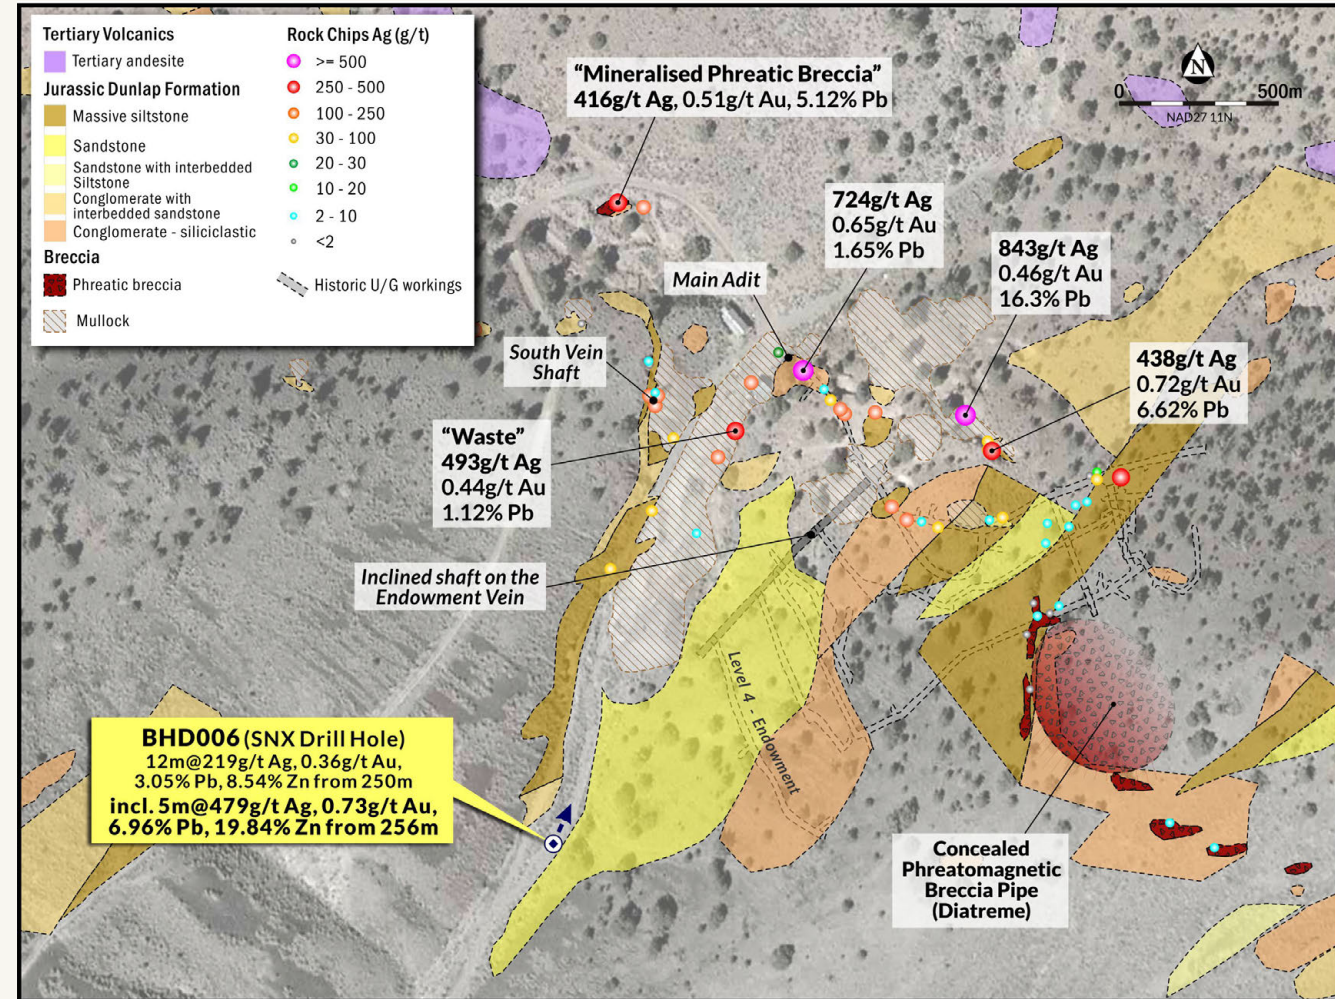 Tertiary Volcanics
Tertiary andesite
Jurassic Dunlap Formation
Massive siltstone
Sandstone
Sandstone with interbedded
Siltstone
Conglomerate with
interbedded sandstone
Conglomerate - siliciclastic
Breccia
Phreatic breccia
Mullock
Rock Chips Ag (g/t)
>= 500
250 - 500
100 - 250
30 - 100
20 - 30
10 - 20
2 - 10
<2
Historic U/G workings
“Mineralised Phreatic Breccia”
416g/t Ag, 0.51g/t Au, 5.12% Pb
N
0 500m
NAD27 11N
724g/t Ag
0.65g/t Au
1.65% Pb
843g/t Ag
0.46g/t Au
16.3% Pb
Main Adit
South Vein
Shaft
438g/t Ag
0.72g/t Au
6.62% Pb
“Waste”
493g/t Ag
0.44g/t Au
1.12% Pb
Inclined shaft on the
Endowment Vein
Level 4 - Endowment
BHD006 (SNX Drill Hole)
12m@219g/t Ag, 0.36g/t Au,
3.05% Pb, 8.54% Zn from 250m
incl. 5m@479g/t Ag, 0.73g/t Au,
6.96% Pb, 19.84% Zn from 256m
Concealed
Phreatomagnetic
Breccia Pipe
(Diatreme)